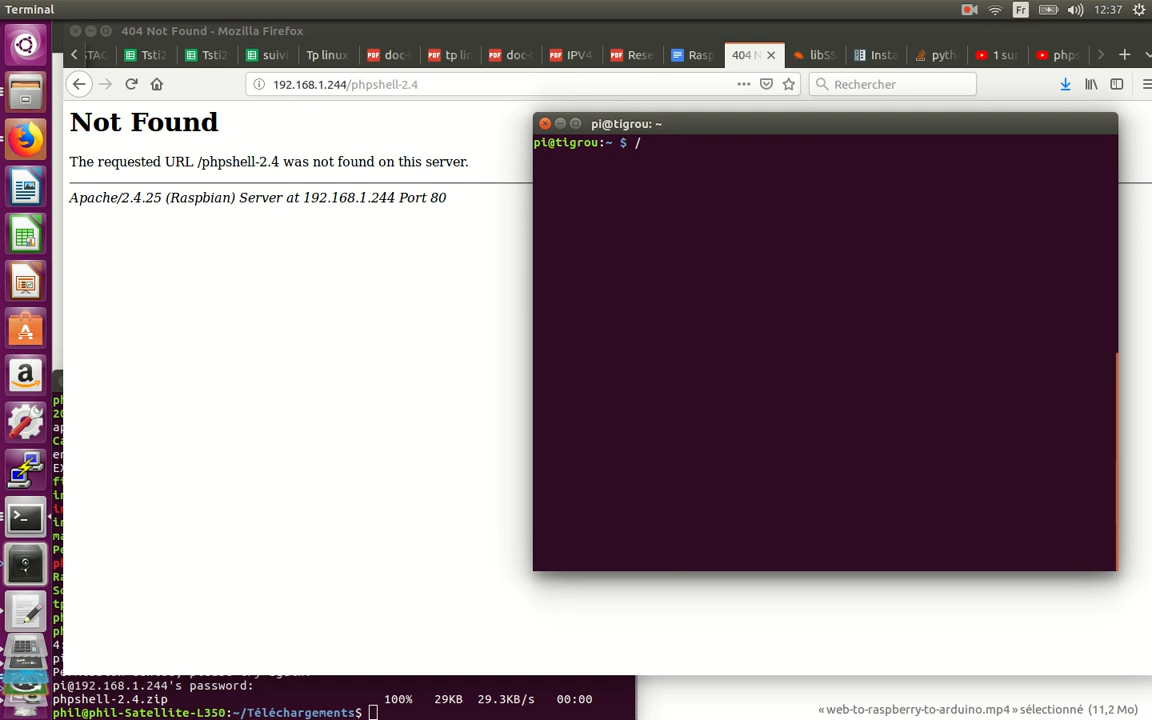 Terminal
Fr
12:37
404 Not Found - Mozilla Firefox
STAC
Tsti2
Tsti2
suivi
Tp linux
doc-t
tp lin
doc-t
IPV4
Rese
Rasp
404 N
libSS
Insta
pyth
1 sur
phps
192.168.1.244/phpshell-2.4
Rechercher
Not Found
The requested URL /phpshell-2.4 was not found on this server.
Apache/2.4.25 (Raspbian) Server at 192.168.1.244 Port 80
pi@tigrou: ~
pi@tigrou:~ $ /
pi@192.168.1.244's password:
phpshell-2.4.zip 100% 29KB 29.3KB/s 00:00
phil@phil-Satellite-L350:~/Téléchargements$
« web-to-raspberry-to-arduino.mp4 » sélectionné (11,2 Mo)